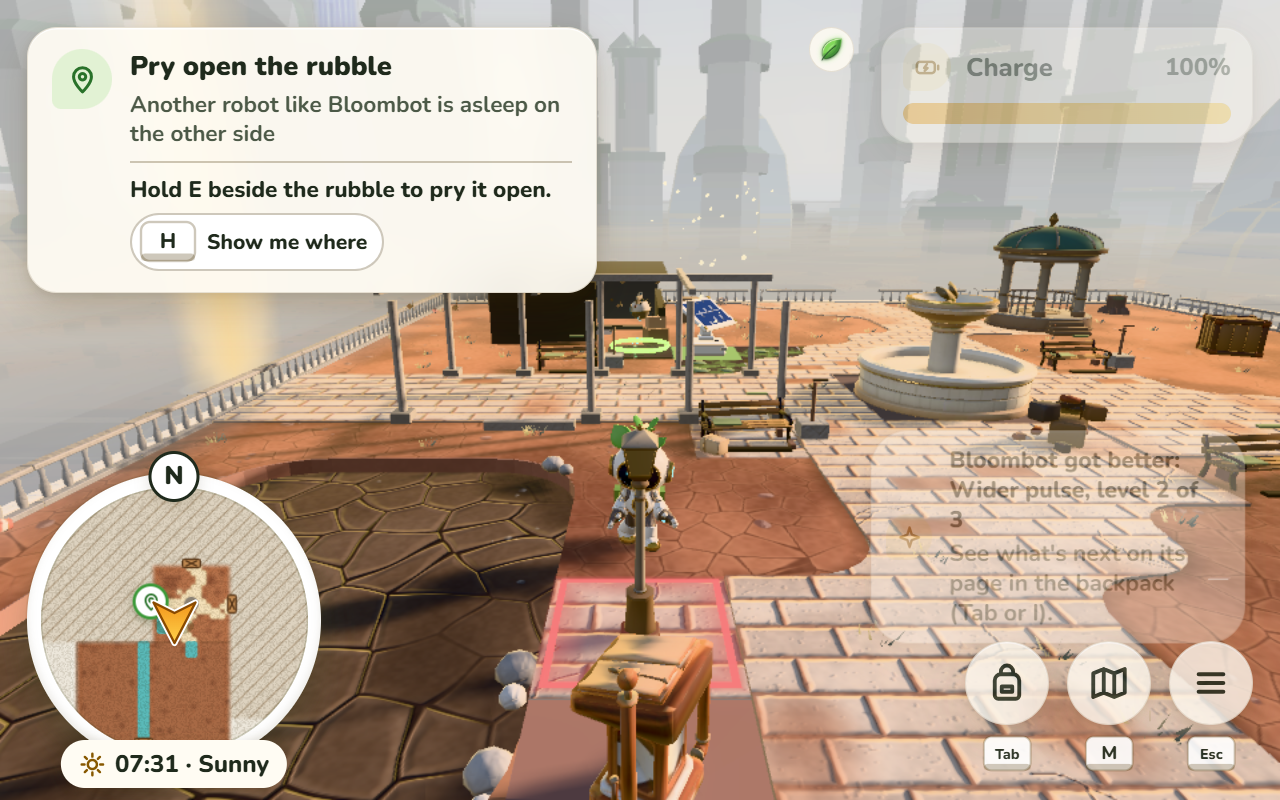 Pry open the rubble
Another robot like Bloombot is asleep on
the other side
Hold E beside the rubble to pry it open.
H Show me where
Charge 100%
N
07:31 · Sunny
Bloombot got better:
Wider pulse, level 2 of
3
See what's next on its
page in the backpack
(Tab or I).
Tab
M
Esc